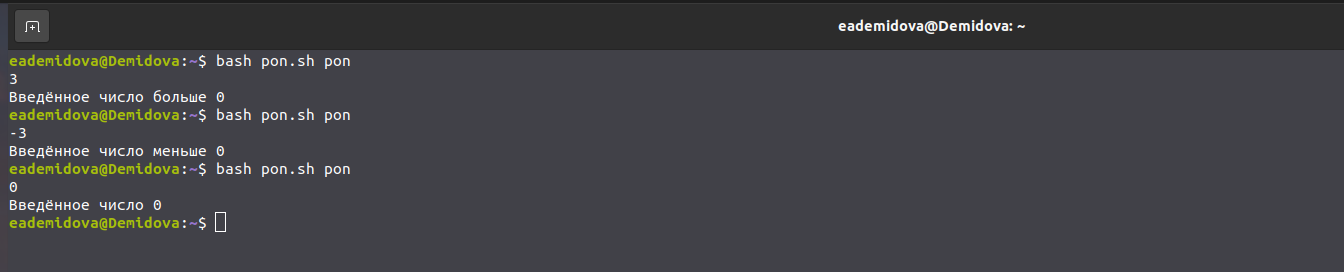 eademidova@Demidova: ~
eademidova@Demidova:~$ bash pon.sh pon
3
Введённое число больше 0
eademidova@Demidova:~$ bash pon.sh pon
-3
Введённое число меньше 0
eademidova@Demidova:~$ bash pon.sh pon
0
Введённое число 0
eademidova@Demidova:~$